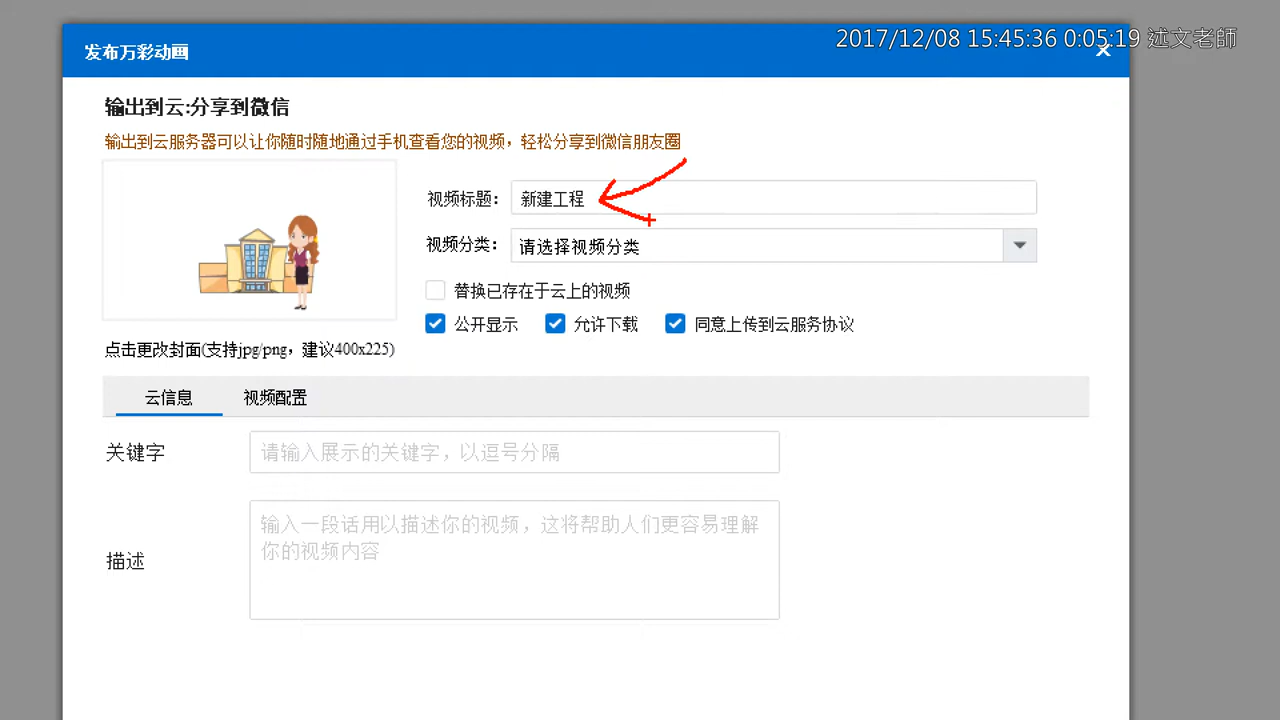 2017/12/08 15:45:36 0:05:19 述文老師
发布万彩动画
输出到云:分享到微信
输出到云服务器可以让你随时随地通过手机查看您的视频，轻松分享到微信朋友圈
视频标题： 新建工程
视频分类： 请选择视频分类
替换已存在于云上的视频
公开显示 允许下载 同意上传到云服务协议
点击更改封面(支持jpg/png，建议400x225)
云信息 视频配置
关键字 请输入展示的关键字，以逗号分隔
描述 输入一段话用以描述你的视频，这将帮助人们更容易理解
你的视频内容